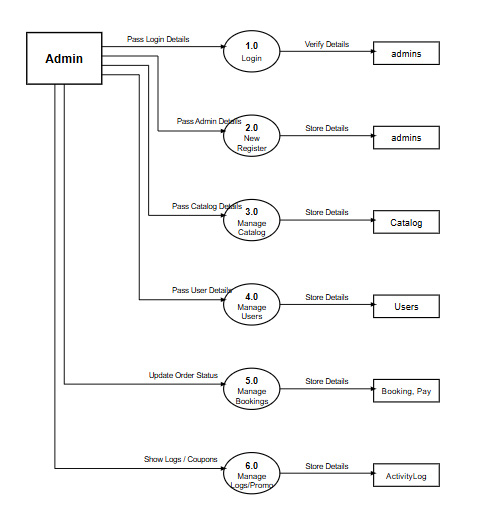 Admin
Pass Login Details
1.0
Login
Verify Details
admins
Pass Admin Details
2.0
New
Register
Store Details
admins
Pass Catalog Details
3.0
Manage
Catalog
Store Details
Catalog
Pass User Details
4.0
Manage
Users
Store Details
Users
Update Order Status
5.0
Manage
Bookings
Store Details
Booking, Pay
Show Logs / Coupons
6.0
Manage
Logs/Promo
Store Details
ActivityLog